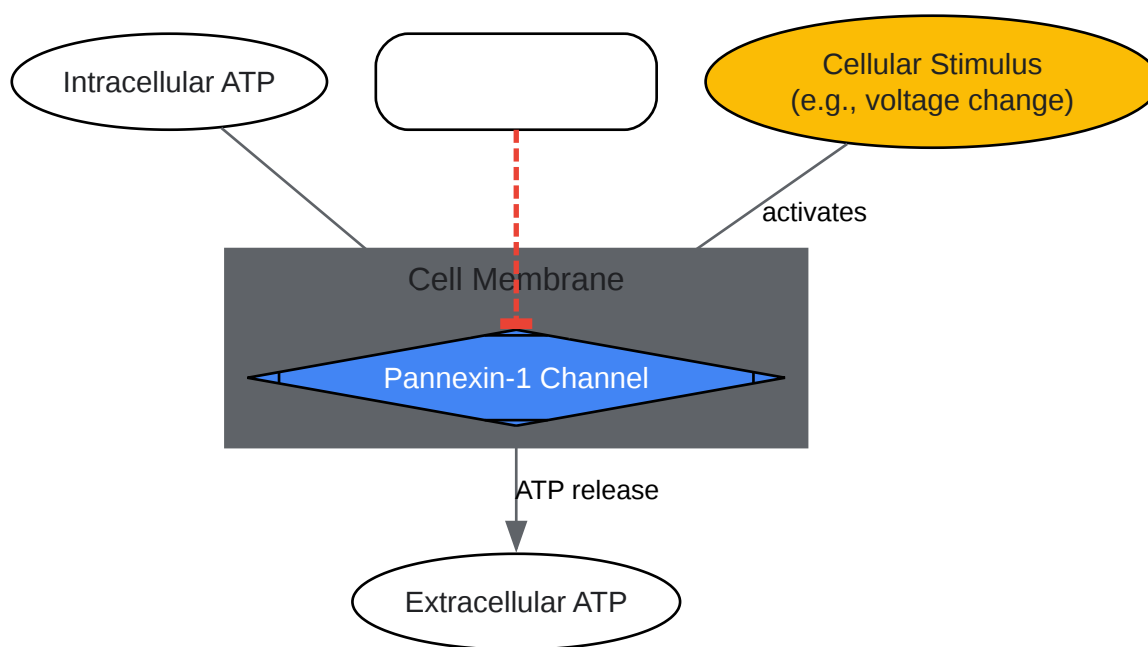 Intracellular ATP
Cellular Stimulus
(e.g., voltage change)
activates
Cell Membrane
Pannexin-1 Channel
ATP release
Extracellular ATP